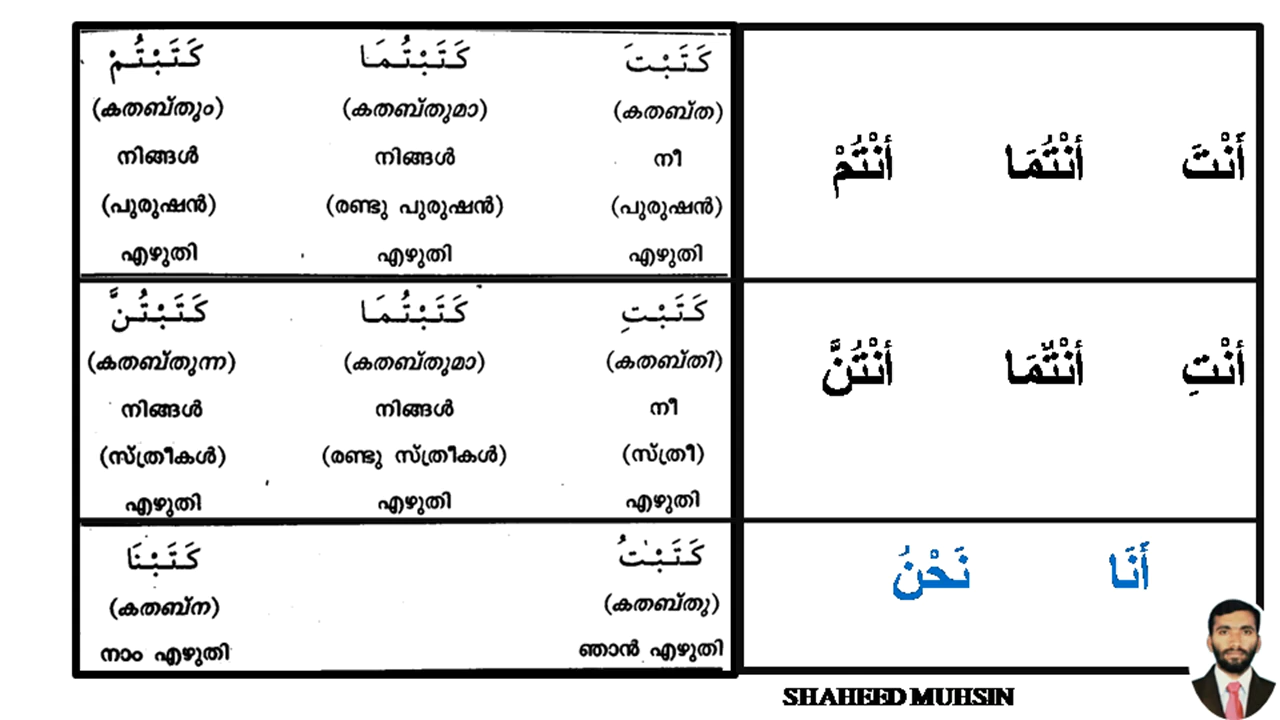 كَتَبْتَ كَتَبْتُمَا كَتَبْتُمْ
(കതബ്ത) (കതബ്തുമാ) (കതബ്തും)
നീ നിങ്ങൾ നിങ്ങൾ
(പുരുഷൻ) (രണ്ടു പുരുഷൻ) (പുരുഷൻ)
എഴുതി എഴുതി എഴുതി
أَنْتَ أَنْتُمَا أَنْتُمْ
كَتَبْتِ كَتَبْتُمَا كَتَبْتُنَّ
(കതബ്തി) (കതബ്തുമാ) (കതബ്തുന്ന)
നീ നിങ്ങൾ നിങ്ങൾ
(സ്ത്രീ) (രണ്ടു സ്ത്രീകൾ) (സ്ത്രീകൾ)
എഴുതി എഴുതി എഴുതി
أَنْتِ أَنْتُمَا أَنْتُنَّ
كَتَبْتُ كَتَبْنَا
(കതബ്തു) (കതബ്ന)
ഞാൻ എഴുതി നാം എഴുതി
أَنَا نَحْنُ
SHAHEED MUHSIN